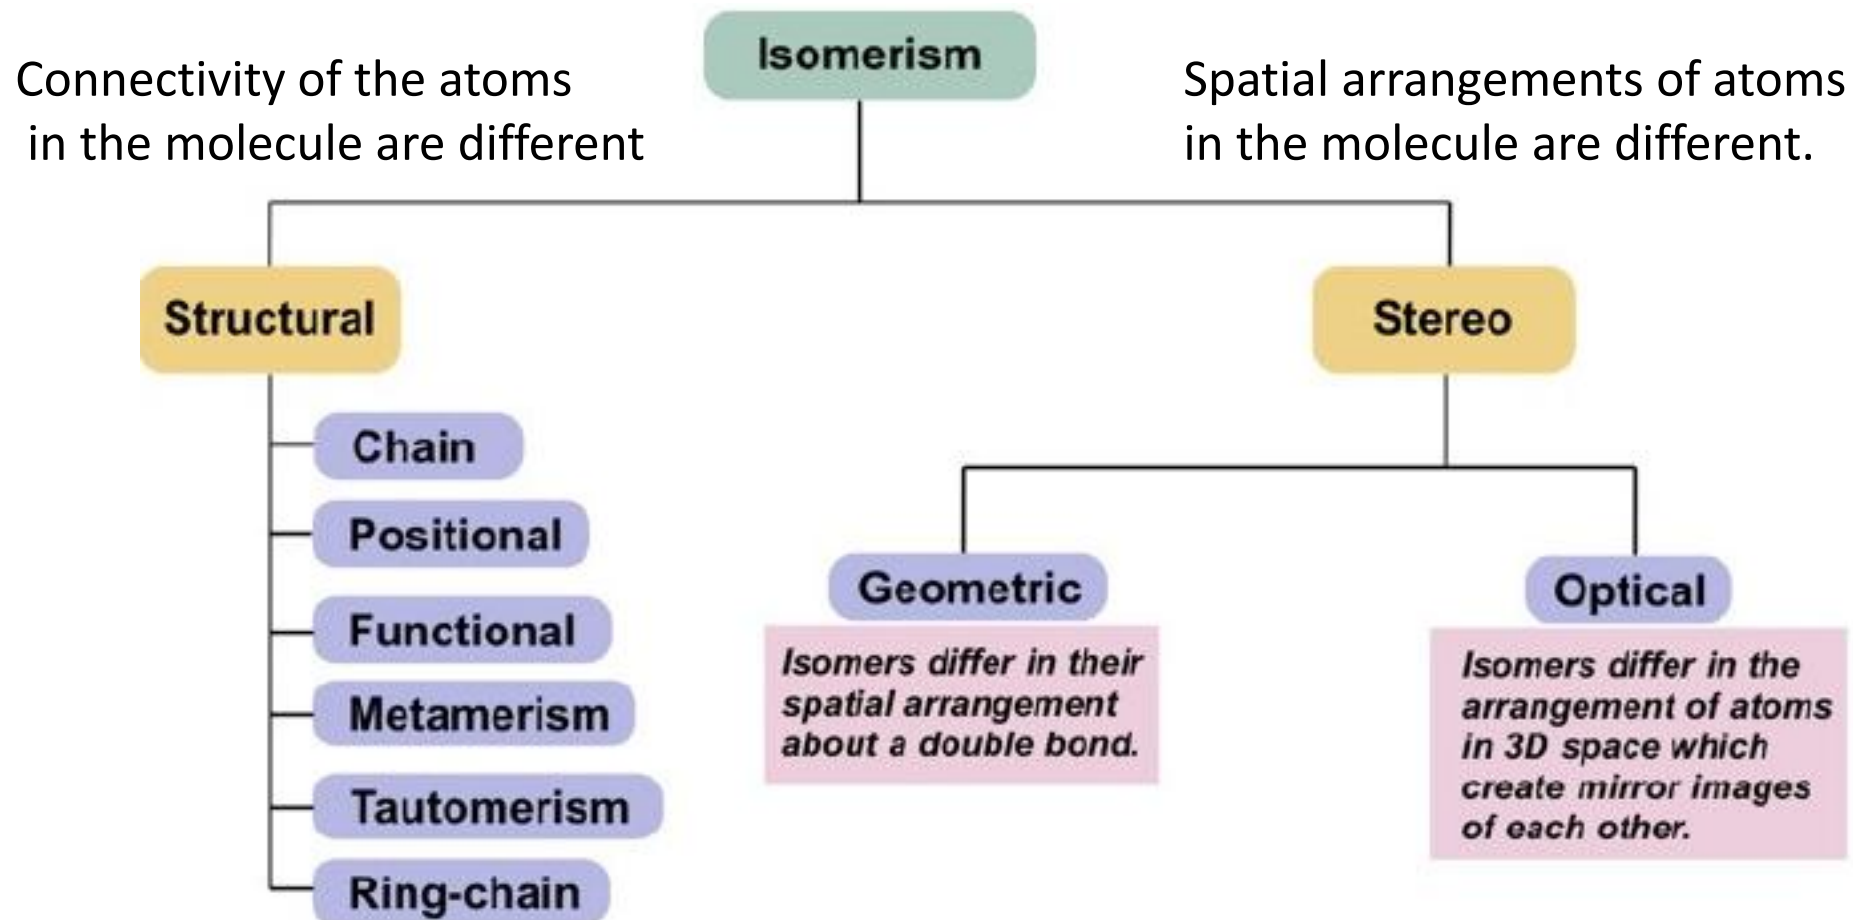 Isomerism
Connectivity of the atoms
in the molecule are different
Spatial arrangements of atoms
in the molecule are different.
Structural
Chain
Positional
Functional
Metamerism
Tautomerism
Ring-chain
Stereo
Geometric
Isomers differ in their
spatial arrangement
about a double bond.
Optical
Isomers differ in the
arrangement of atoms
in 3D space which
create mirror images
of each other.